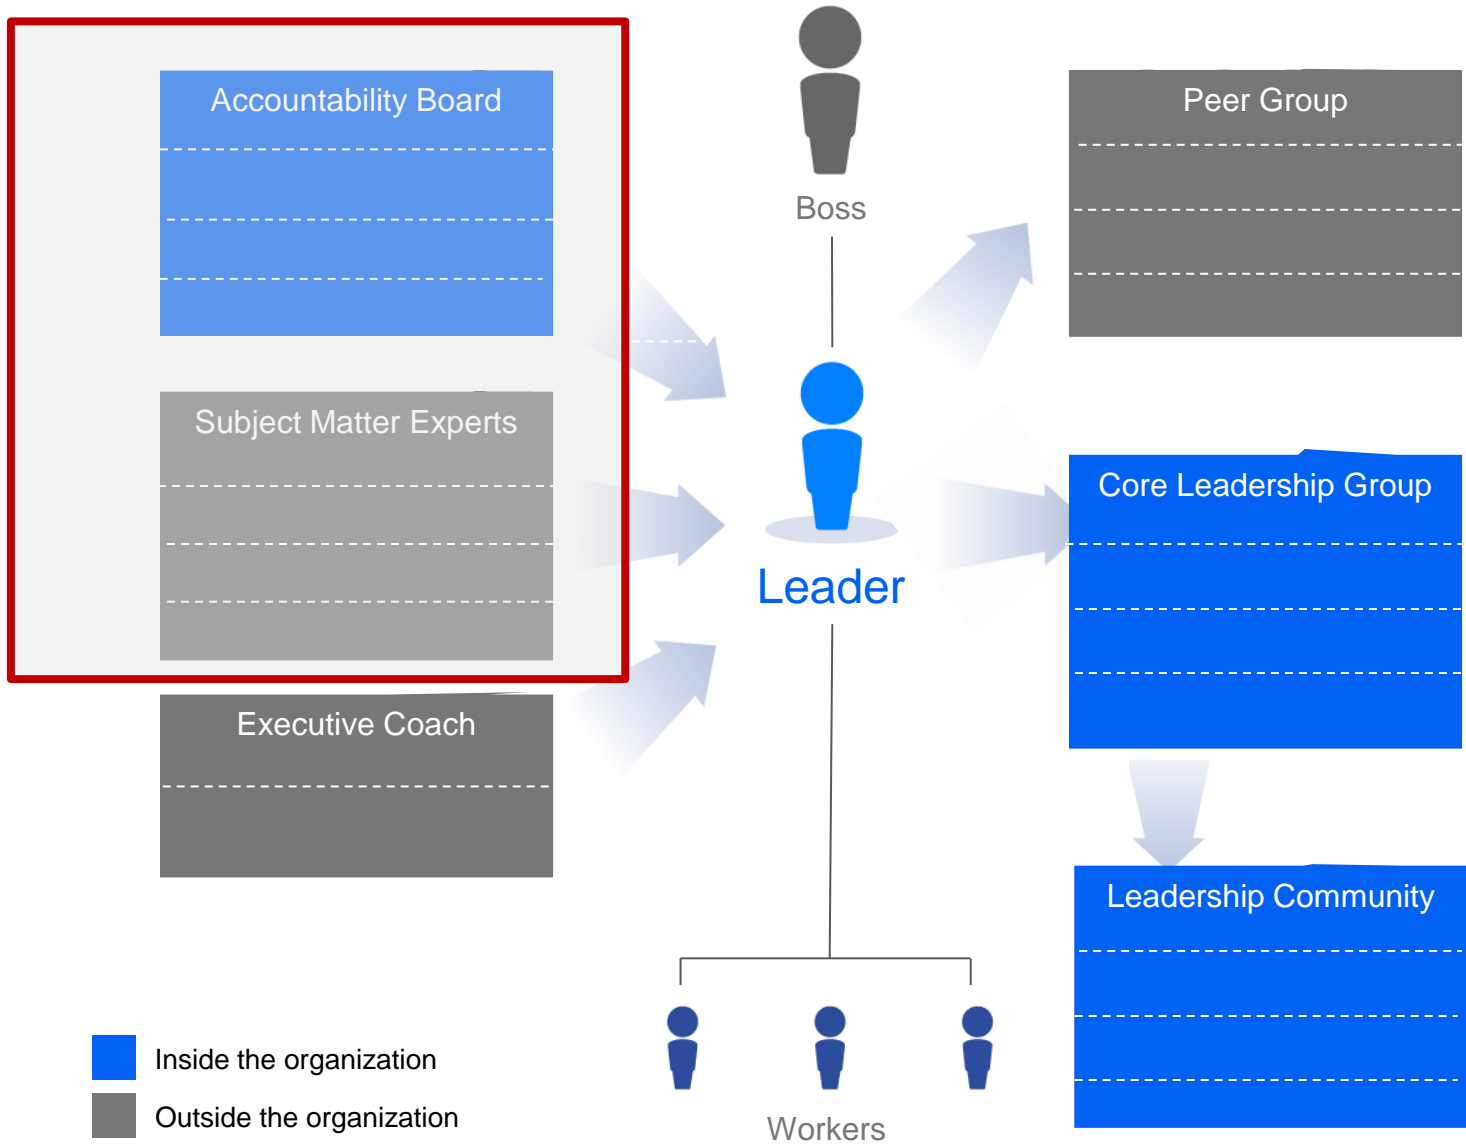 Accountability Board
Subject Matter Experts
Executive Coach
Boss
Leader
Workers
Peer Group
Core Leadership Group
Leadership Community
Inside the organization
Outside the organization